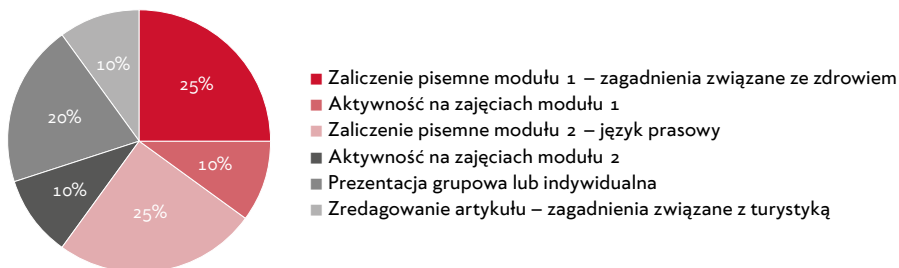 10%
25%
20%
10%
10%
25%
Zaliczenie pisemne modułu 1 – zagadnienia związane ze zdrowiem
Aktywność na zajęciach modułu 1
Zaliczenie pisemne modułu 2 – język prasowy
Aktywność na zajęciach modułu 2
Prezentacja grupowa lub indywidualna
Zredagowanie artykułu – zagadnienia związane z turystyką